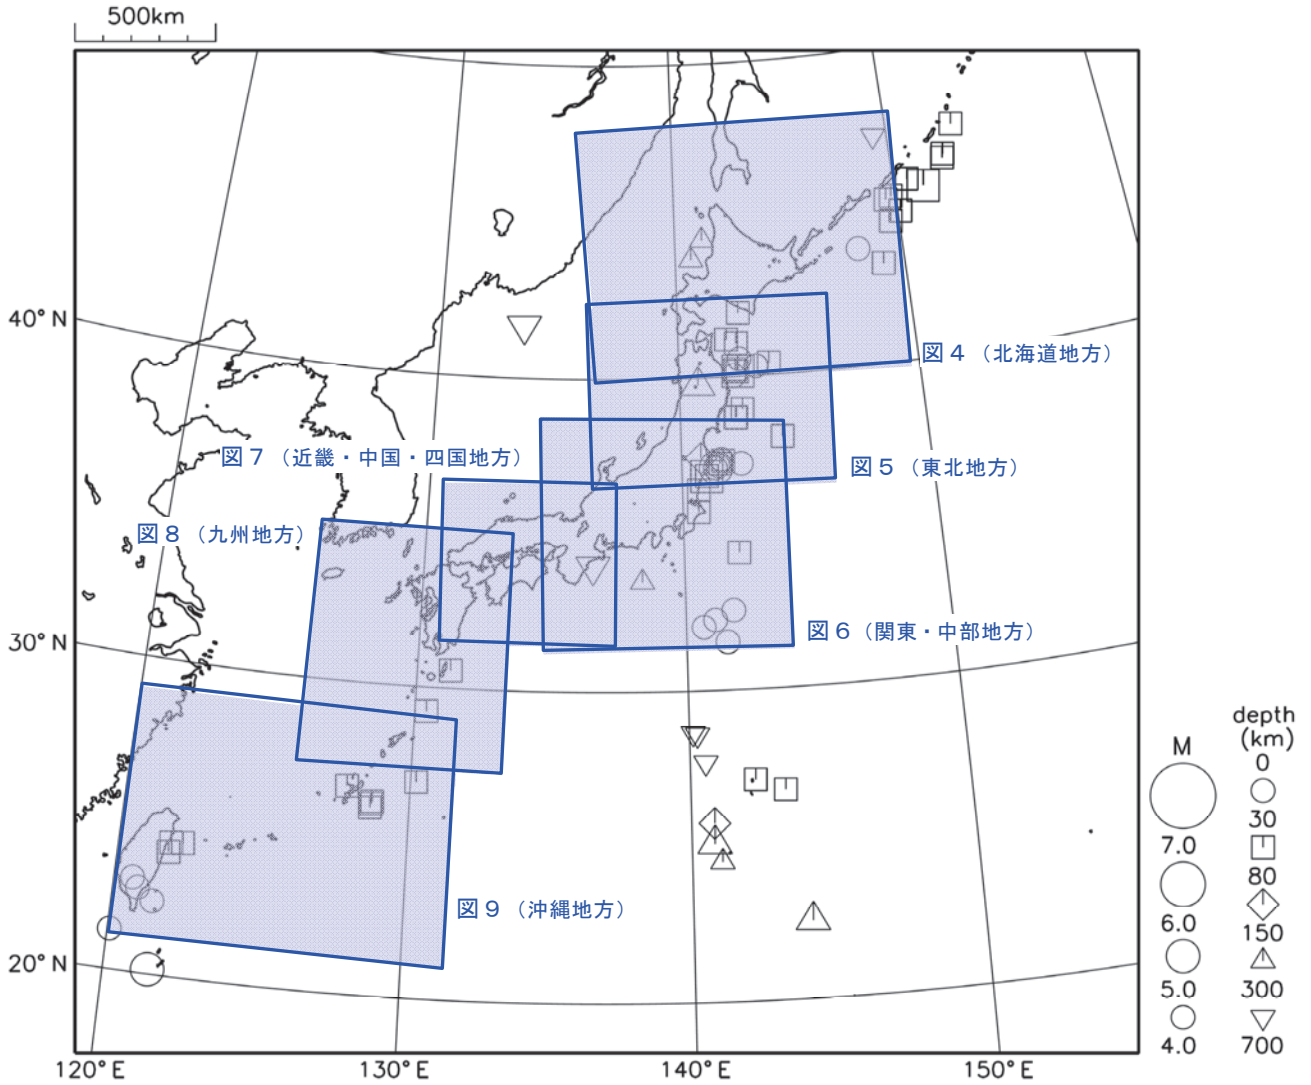 500km
40° N
30° N
20° N
120° E
130° E
140° E
150° E
図４（北海道地方）
図７（近畿・中国・四国地方）
図５（東北地方）
図８（九州地方）
図６（関東・中部地方）
図９（沖縄地方）
M
7.0
6.0
5.0
4.0
depth
(km)
0
30
80
150
300
700